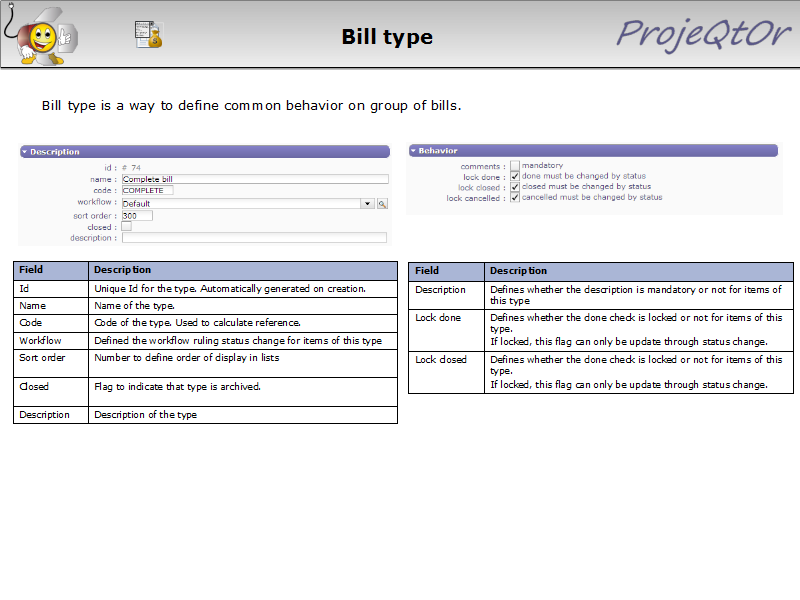 Bill type
ProjeQtOr
Bill type is a way to define common behavior on group of bills.
Description
id : # 74
name : Complete bill
code : COMPLETE
workflow : Default
sort order : 300
closed :
description :
Behavior
comments : mandatory
lock done : done must be changed by status
lock closed : closed must be changed by status
lock cancelled : cancelled must be changed by status
Field Description
Id Unique Id for the type. Automatically generated on creation.
Name Name of the type.
Code Code of the type. Used to calculate reference.
Workflow Defined the workflow ruling status change for items of this type
Sort order Number to define order of display in lists
Closed Flag to indicate that type is archived.
Description Description of the type
Field Description
Description Defines whether the description is mandatory or not for items of
this type
Lock done Defines whether the done check is locked or not for items of this
type.
If locked, this flag can only be update through status change.
Lock closed Defines whether the done check is locked or not for items of this
type.
If locked, this flag can only be update through status change.